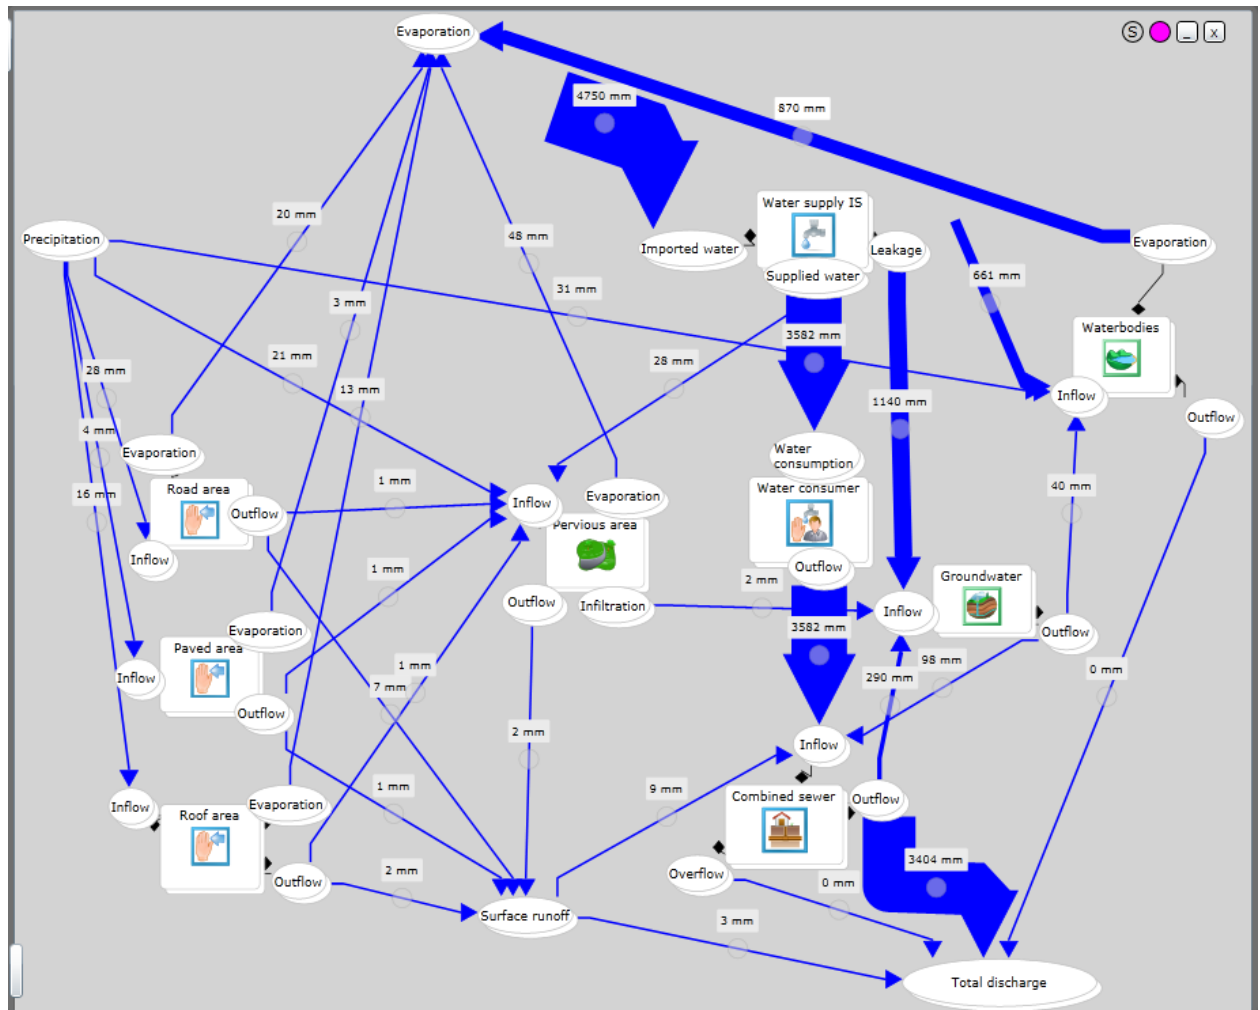 Evaporation
S
_
x
4750 mm
870 mm
Water supply IS
20 mm
Precipitation
48 mm
Imported water
Leakage
Evaporation
Supplied water
661 mm
31 mm
3 mm
Waterbodies
3582 mm
21 mm
28 mm
28 mm
13 mm
Inflow
1140 mm
Outflow
4 mm
Evaporation
Water
consumption
1 mm
40 mm
Road area
16 mm
Water consumer
Evaporation
Inflow
Outflow
Pervious area
Inflow
Outflow
1 mm
2 mm
Groundwater
Outflow
Infiltration
Inflow
3582 mm
Evaporation
Outflow
Paved area
98 mm
1 mm
0 mm
Inflow
290 mm
7 mm
Outflow
2 mm
Inflow
1 mm
9 mm
Combined sewer
Outflow
Evaporation
Inflow
Roof area
3404 mm
2 mm
Overflow
0 mm
Outflow
Surface runoff
3 mm
Total discharge